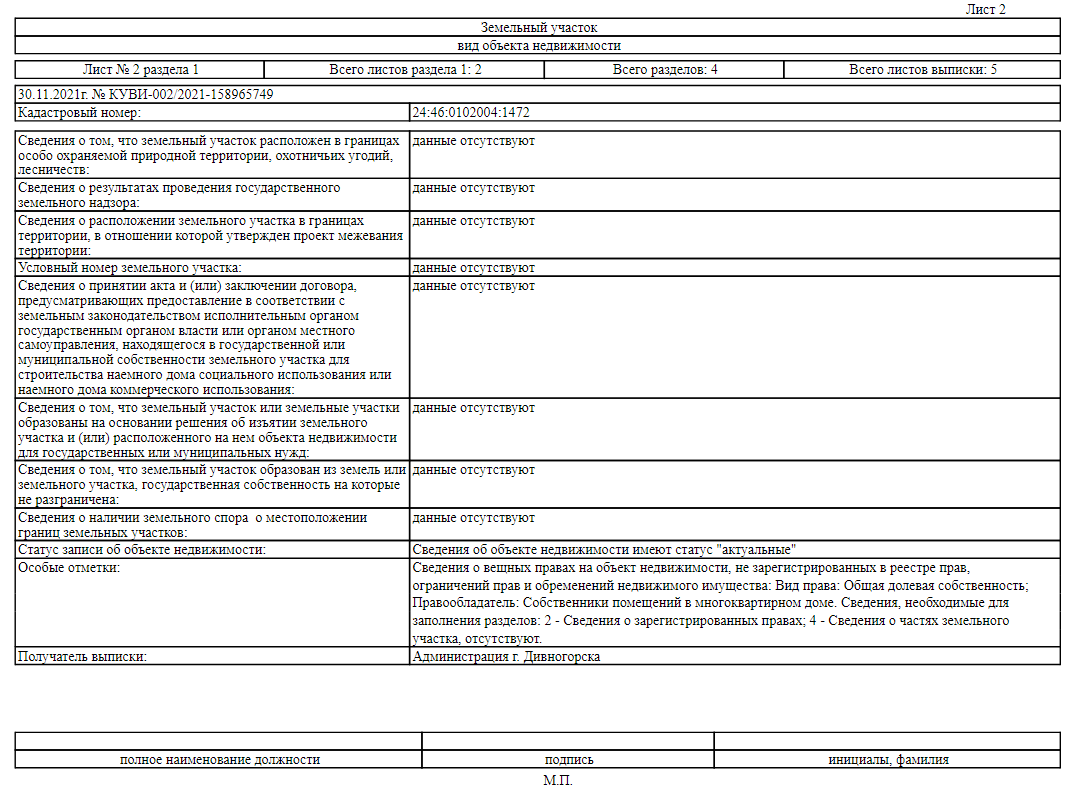 Лист 2
Земельный участок
вид объекта недвижимости
Лист № 2 раздела 1 Всего листов раздела 1: 2 Всего разделов: 4 Всего листов выписки: 5
30.11.2021г. № КУВИ-002/2021-158965749
Кадастровый номер: 24:46:0102004:1472
Сведения о том, что земельный участок расположен в границах
особо охраняемой природной территории, охотничьих угодий,
лесничеств:
данные отсутствуют
Сведения о результатах проведения государственного
земельного надзора:
данные отсутствуют
Сведения о расположении земельного участка в границах
территории, в отношении которой утвержден проект межевания
территории:
данные отсутствуют
Условный номер земельного участка: данные отсутствуют
Сведения о принятии акта и (или) заключении договора,
предусматривающих предоставление в соответствии с
земельным законодательством исполнительным органом
государственным органом власти или органом местного
самоуправления, находящегося в государственной или
муниципальной собственности земельного участка для
строительства наемного дома социального использования или
наемного дома коммерческого использования:
данные отсутствуют
Сведения о том, что земельный участок или земельные участки
образованы на основании решения об изъятии земельного
участка и (или) расположенного на нем объекта недвижимости
для государственных или муниципальных нужд:
данные отсутствуют
Сведения о том, что земельный участок образован из земель или
земельного участка, государственная собственность на которые
не разграничена:
данные отсутствуют
Сведения о наличии земельного спора о местоположении
границ земельных участков:
данные отсутствуют
Статус записи об объекте недвижимости: Сведения об объекте недвижимости имеют статус "актуальные"
Особые отметки:
Сведения о вещных правах на объект недвижимости, не зарегистрированных в реестре прав,
ограничений прав и обременений недвижимого имущества: Вид права: Общая долевая собственность;
Правообладатель: Собственники помещений в многоквартирном доме. Сведения, необходимые для
заполнения разделов: 2 - Сведения о зарегистрированных правах; 4 - Сведения о частях земельного
участка, отсутствуют.
Получатель выписки: Администрация г. Дивногорска
полное наименование должности подпись инициалы, фамилия
М.П.